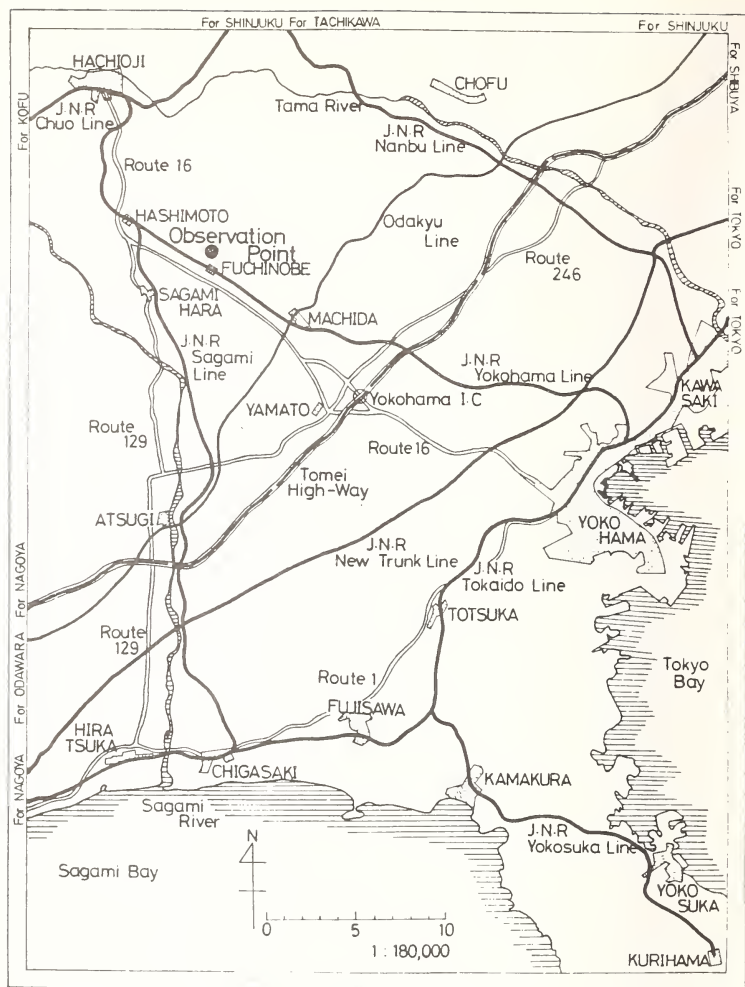 For SHINJUKU For TACHIKAWA
For SHINJUKU
For KOFU
For SHIBUYA
HACHIOJI
CHOFU
J.N.R
Chuo Line
Tama River
J.N.R
Nanbu Line
Route 16
For TOKYO
HASHIMOTO
Observation
Point
Odakyu
Line
FUCHINOBE
Route
246
For TOKYO
SAGAMI
HARA
MACHIDA
J.N.R
Sagami
Line
J.N.R
Yokohama Line
KAWA
SAKI
YAMATO
Yokohama I.C
Route
129
Route 16
Tomei
High-Way
ATSUGI
YOKO
HAMA
J.N.R
New Trunk Line
J.N.R
Tokaido Line
For NAGOYA
TOTSUKA
Route
129
Tokyo
Bay
For ODAWARA
Route 1
FUJISAWA
HIRA
TSUKA
For NAGOYA
CHIGASAKI
KAMAKURA
Sagami
River
J.N.R
Yokosuka Line
N
Sagami Bay
YOKO
SUKA
0 5 10
1 : 180,000
KURIHAMA